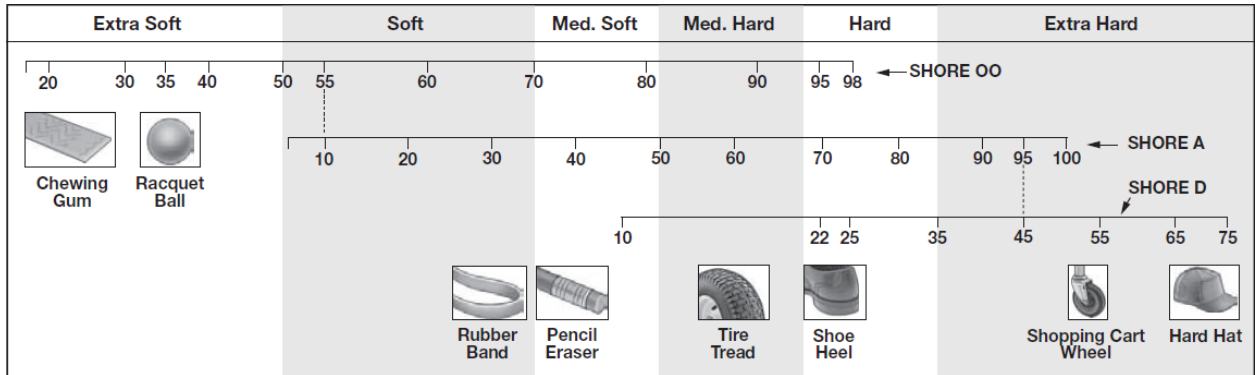 Extra Soft Soft Med. Soft Med. Hard Hard Extra Hard
20 30 35 40 50 55 60 70 80 90 95 98 SHORE OO
10 20 30 40 50 60 70 80 90 95 100 SHORE A
SHORE D
10 22 25 35 45 55 65 75
Chewing
Gum
Racquet
Ball
Rubber
Band
Pencil
Eraser
Tire
Tread
Shoe
Heel
Shopping Cart
Wheel
Hard Hat